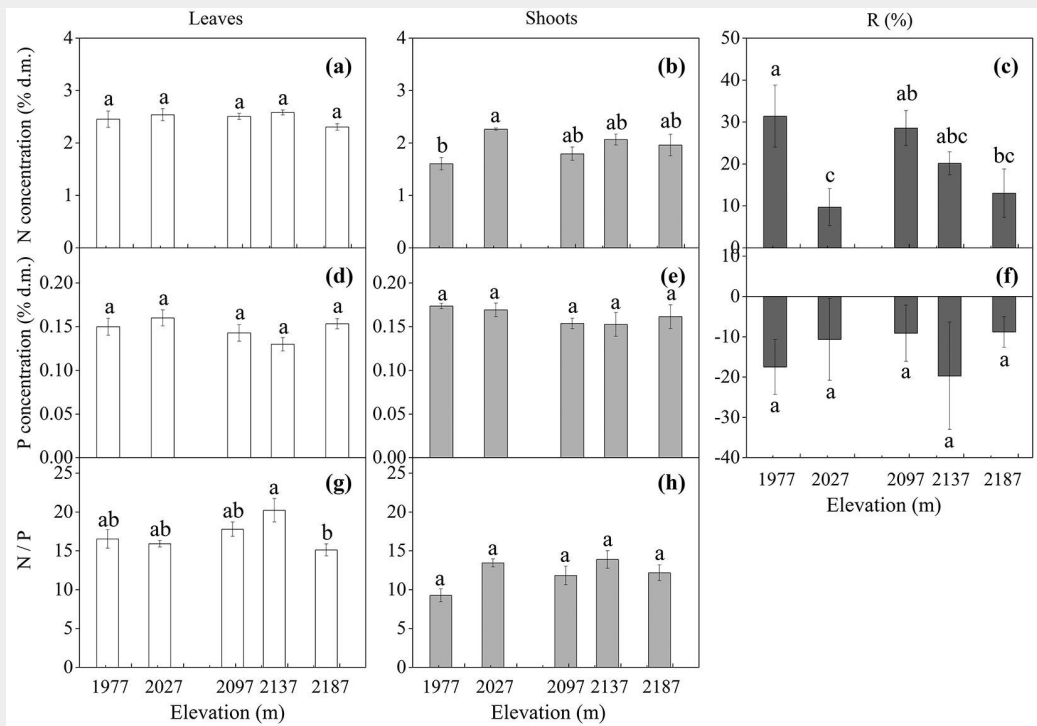 Leaves Shoots R (%)
N concentration (% d.m.)
4 3 2 1 0
(a)
a a a a a
4 3 2 1 0
(b)
b a ab ab ab
50 40 30 20 10 0
(c)
a c ab abc bc
P concentration (% d.m.)
0.20 0.15 0.10 0.05 0.00
(d)
a a a a a
0.20 0.15 0.10 0.05 0.00
(e)
a a a a a
10 0 -10 -20 -30 -40
(f)
a a a a a
1977 2027 2097 2137 2187
Elevation (m)
N / P
25 20 15 10 5 0
(g)
ab ab ab a b
1977 2027 2097 2137 2187
Elevation (m)
25 20 15 10 5 0
(h)
a a a a a
1977 2027 2097 2137 2187
Elevation (m)